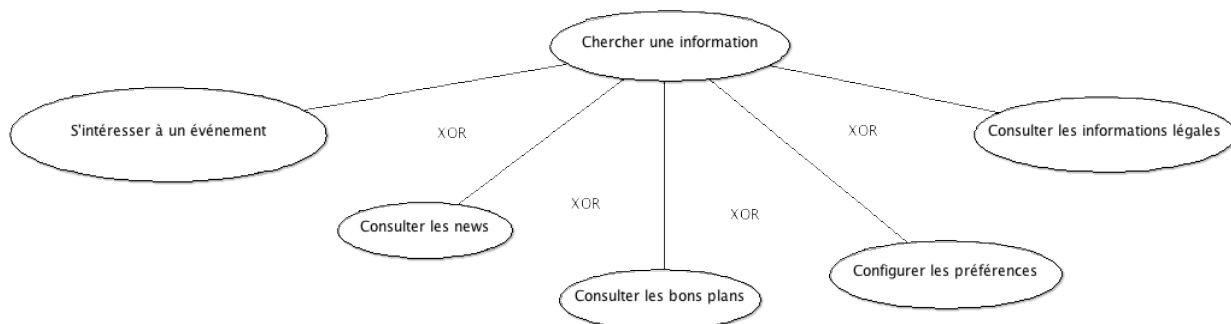 Chercher une information
S'intéresser à un événement
XOR
XOR
Consulter les informations légales
Consulter les news
XOR
XOR
Configurer les préférences
Consulter les bons plans